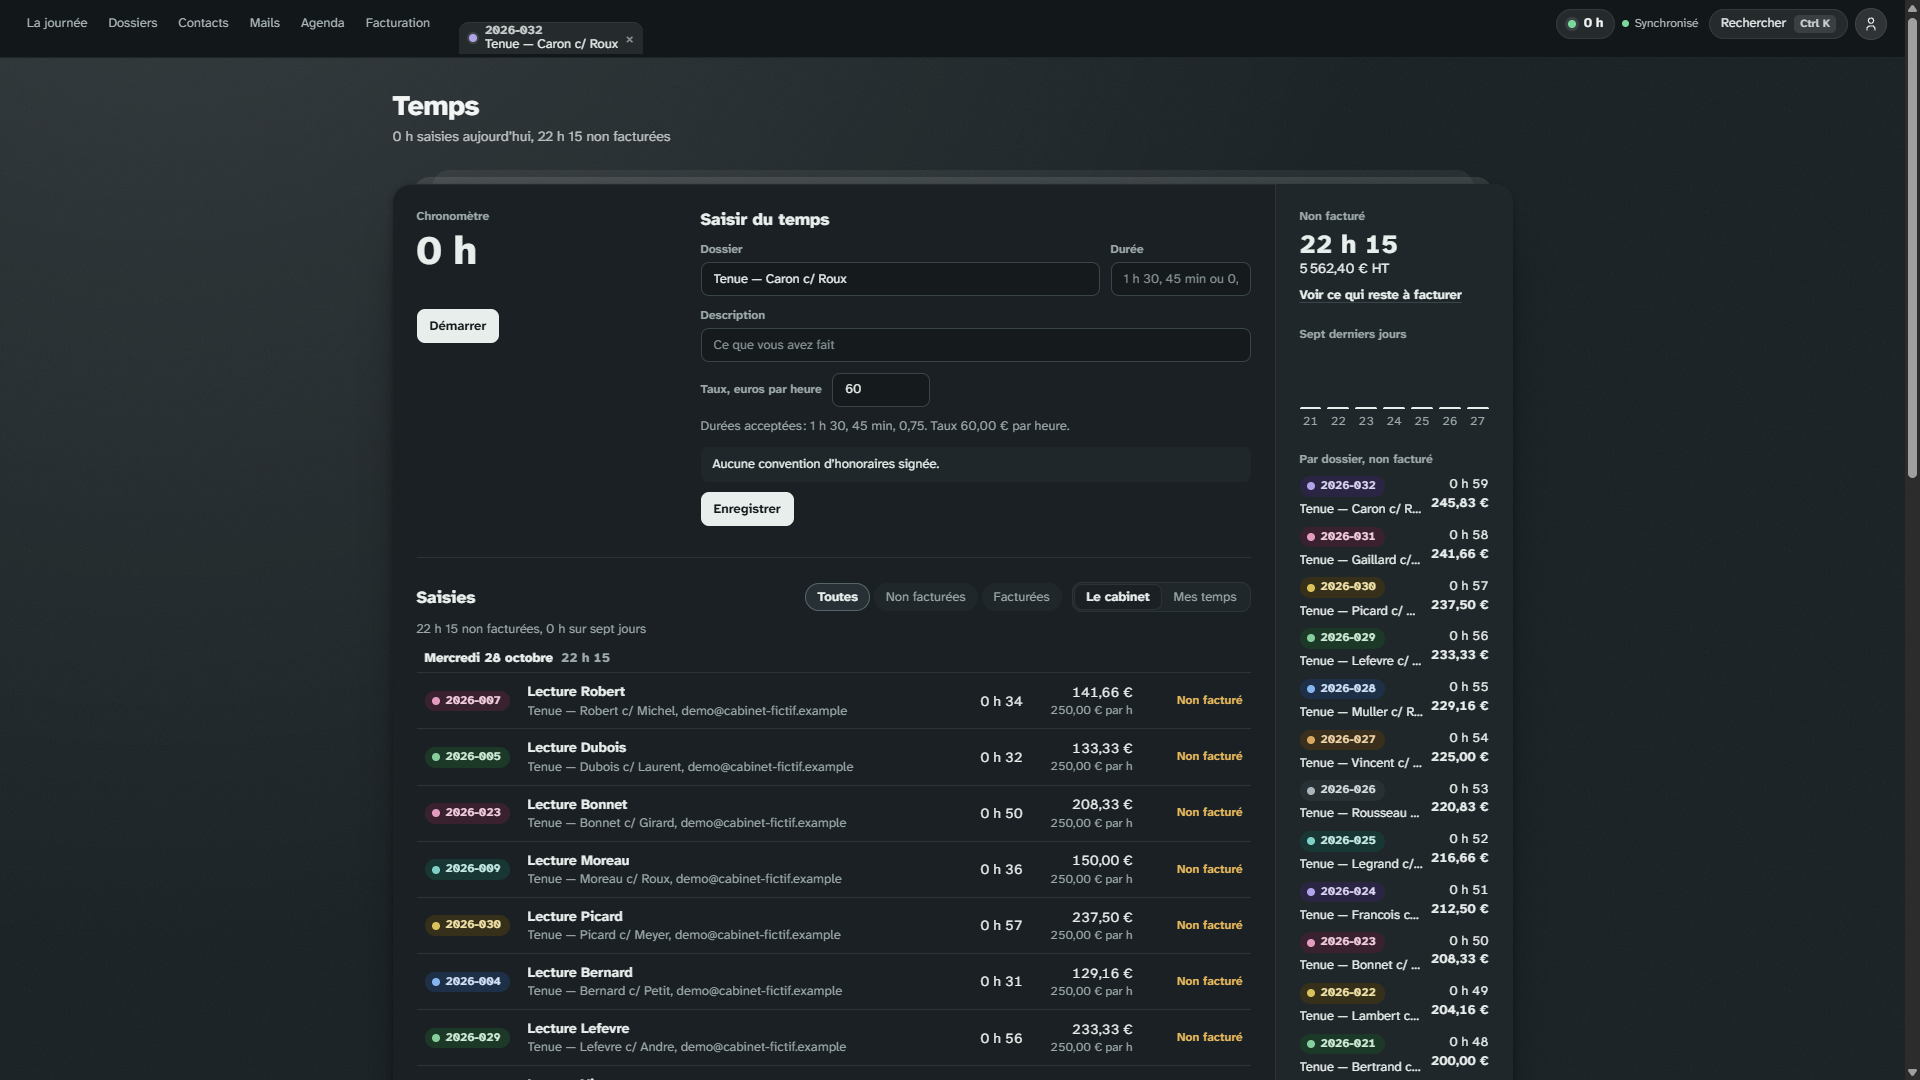 La journée
Dossiers
Contacts
Mails
Agenda
Facturation
2026-032
Tenue — Caron c/ Roux ×
0 h
Synchronisé
Rechercher Ctrl K
Temps
0 h saisies aujourd'hui, 22 h 15 non facturées
Chronomètre
0 h
Démarrer
Saisir du temps
Dossier
Tenue — Caron c/ Roux
Durée
1 h 30, 45 min ou 0,
Description
Ce que vous avez fait
Taux, euros par heure 60
Durées acceptées : 1 h 30, 45 min, 0,75. Taux 60,00 € par heure.
Aucune convention d'honoraires signée.
Enregistrer
Saisies
Toutes
Non facturées
Facturées
Le cabinet
Mes temps
22 h 15 non facturées, 0 h sur sept jours
Mercredi 28 octobre 22 h 15
2026-007
Lecture Robert
Tenue — Robert c/ Michel, demo@cabinet-fictif.example
0 h 34
141,66 €
250,00 € par h
Non facturé
2026-005
Lecture Dubois
Tenue — Dubois c/ Laurent, demo@cabinet-fictif.example
0 h 32
133,33 €
250,00 € par h
Non facturé
2026-023
Lecture Bonnet
Tenue — Bonnet c/ Girard, demo@cabinet-fictif.example
0 h 50
208,33 €
250,00 € par h
Non facturé
2026-009
Lecture Moreau
Tenue — Moreau c/ Roux, demo@cabinet-fictif.example
0 h 36
150,00 €
250,00 € par h
Non facturé
2026-030
Lecture Picard
Tenue — Picard c/ Meyer, demo@cabinet-fictif.example
0 h 57
237,50 €
250,00 € par h
Non facturé
2026-004
Lecture Bernard
Tenue — Bernard c/ Petit, demo@cabinet-fictif.example
0 h 31
129,16 €
250,00 € par h
Non facturé
2026-029
Lecture Lefevre
Tenue — Lefevre c/ Andre, demo@cabinet-fictif.example
0 h 56
233,33 €
250,00 € par h
Non facturé
Non facturé
22 h 15
5 562,40 € HT
Voir ce qui reste à facturer
Sept derniers jours
21 22 23 24 25 26 27
Par dossier, non facturé
2026-032 0 h 59
Tenue — Caron c/ R... 245,83 €
2026-031 0 h 58
Tenue — Gaillard c/... 241,66 €
2026-030 0 h 57
Tenue — Picard c/ ... 237,50 €
2026-029 0 h 56
Tenue — Lefevre c/ ... 233,33 €
2026-028 0 h 55
Tenue — Muller c/ R... 229,16 €
2026-027 0 h 54
Tenue — Vincent c/ ... 225,00 €
2026-026 0 h 53
Tenue — Rousseau ... 220,83 €
2026-025 0 h 52
Tenue — Legrand c/... 216,66 €
2026-024 0 h 51
Tenue — Francois c... 212,50 €
2026-023 0 h 50
Tenue — Bonnet c/ ... 208,33 €
2026-022 0 h 49
Tenue — Lambert c... 204,16 €
2026-021 0 h 48
Tenue — Bertrand c... 200,00 €